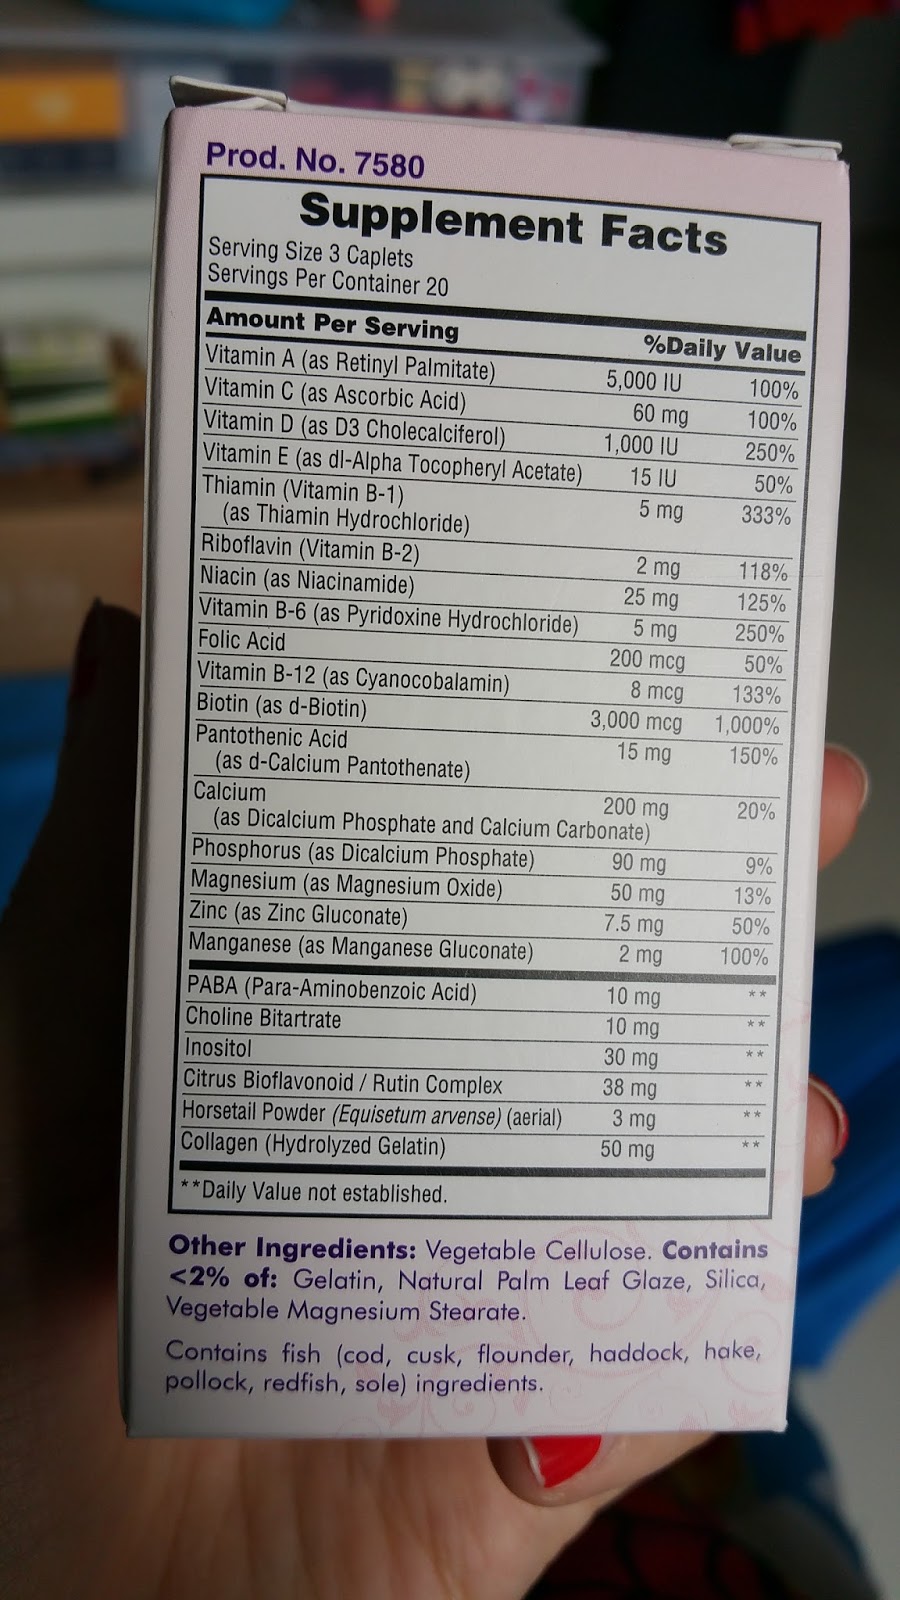 Prod. No. 7580
Supplement Facts
Serving Size 3 Caplets
Servings Per Container 20
Amount Per Serving %Daily Value
Vitamin A (as Retinyl Palmitate) 5,000 IU 100%
Vitamin C (as Ascorbic Acid) 60 mg 100%
Vitamin D (as D3 Cholecalciferol) 1,000 IU 250%
Vitamin E (as dl-Alpha Tocopheryl Acetate) 15 IU 50%
Thiamin (Vitamin B-1) 5 mg 333%
(as Thiamin Hydrochloride)
Riboflavin (Vitamin B-2) 2 mg 118%
Niacin (as Niacinamide) 25 mg 125%
Vitamin B-6 (as Pyridoxine Hydrochloride) 5 mg 250%
Folic Acid 200 mcg 50%
Vitamin B-12 (as Cyanocobalamin) 8 mcg 133%
Biotin (as d-Biotin) 3,000 mcg 1,000%
Pantothenic Acid 15 mg 150%
(as d-Calcium Pantothenate)
Calcium 200 mg 20%
(as Dicalcium Phosphate and Calcium Carbonate)
Phosphorus (as Dicalcium Phosphate) 90 mg 9%
Magnesium (as Magnesium Oxide) 50 mg 13%
Zinc (as Zinc Gluconate) 7.5 mg 50%
Manganese (as Manganese Gluconate) 2 mg 100%
PABA (Para-Aminobenzoic Acid) 10 mg **
Choline Bitartrate 10 mg **
Inositol 30 mg **
Citrus Bioflavonoid / Rutin Complex 38 mg **
Horsetail Powder (Equisetum arvense) (aerial) 3 mg **
Collagen (Hydrolyzed Gelatin) 50 mg **
**Daily Value not established.
Other Ingredients: Vegetable Cellulose. Contains
<2% of: Gelatin, Natural Palm Leaf Glaze, Silica,
Vegetable Magnesium Stearate.
Contains fish (cod, cusk, flounder, haddock, hake,
pollock, redfish, sole) ingredients.